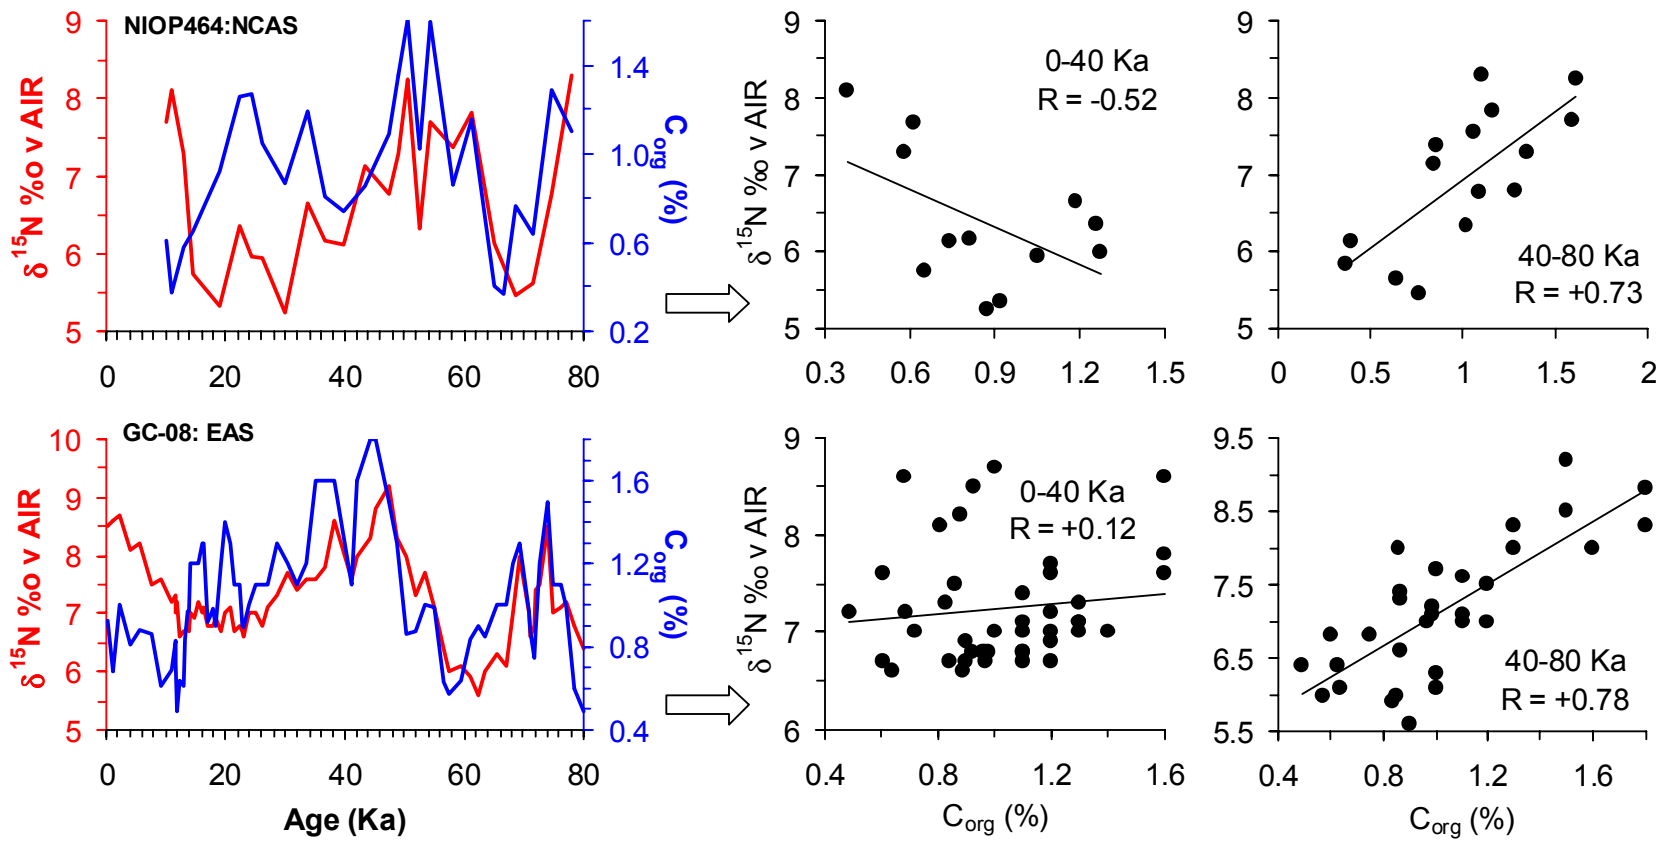 NIOP464:NCAS
δ15N ‰ v AIR
9
8
7
6
5
1.4
1.0
0.6
0.2
Corg (%)
0 20 40 60 80
δ15N ‰ v AIR
9
8
7
6
5
0-40 Ka
R = -0.52
0.3 0.6 0.9 1.2 1.5
9
8
7
6
5
40-80 Ka
R = +0.73
0 0.5 1 1.5 2
GC-08: EAS
δ15N ‰ v AIR
10
9
8
7
6
5
1.6
1.2
0.8
0.4
Corg (%)
0 20 40 60 80
Age (Ka)
δ15N ‰ v AIR
9
8
7
6
0-40 Ka
R = +0.12
0.4 0.8 1.2 1.6
Corg (%)
9.5
8.5
7.5
6.5
5.5
40-80 Ka
R = +0.78
0.4 0.8 1.2 1.6
Corg (%)